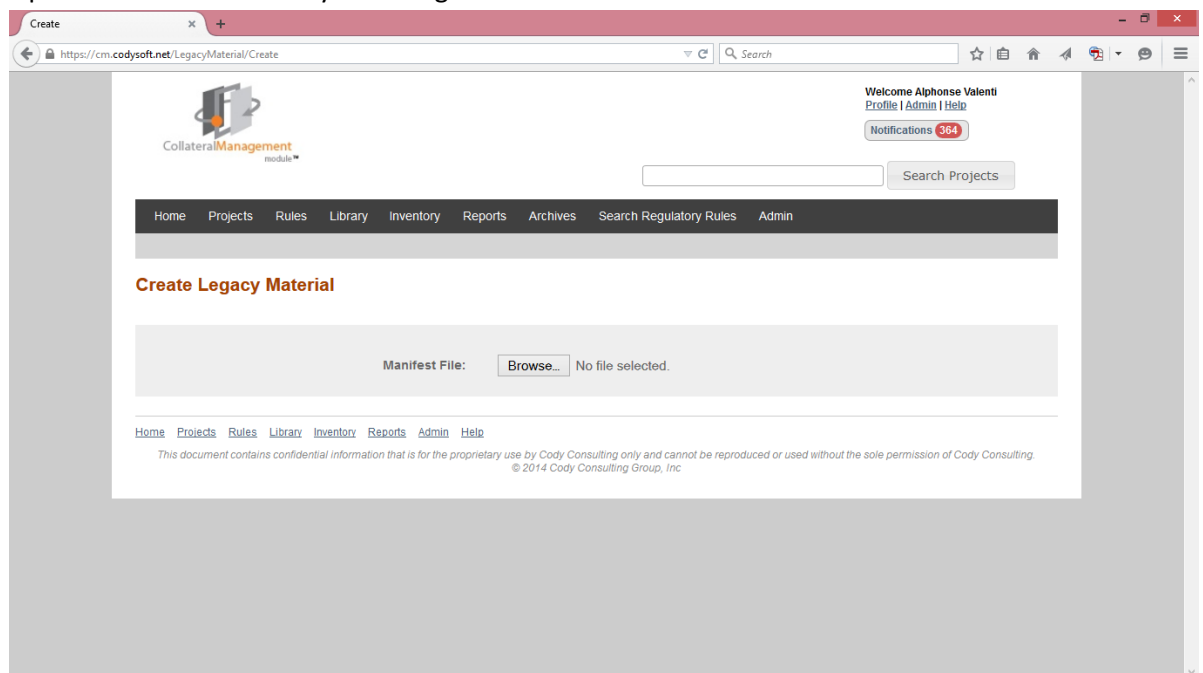 Create
https://cm.codysoft.net/LegacyMaterial/Create
Search
Welcome Alphonse Valenti
Profile | Admin | Help
Notifications 364
CollateralManagement
module™
Search Projects
Home Projects Rules Library Inventory Reports Archives Search Regulatory Rules Admin
Create Legacy Material
Manifest File: Browse... No file selected.
Home Projects Rules Library Inventory Reports Admin Help
This document contains confidential information that is for the proprietary use by Cody Consulting only and cannot be reproduced or used without the sole permission of Cody Consulting.
© 2014 Cody Consulting Group, Inc